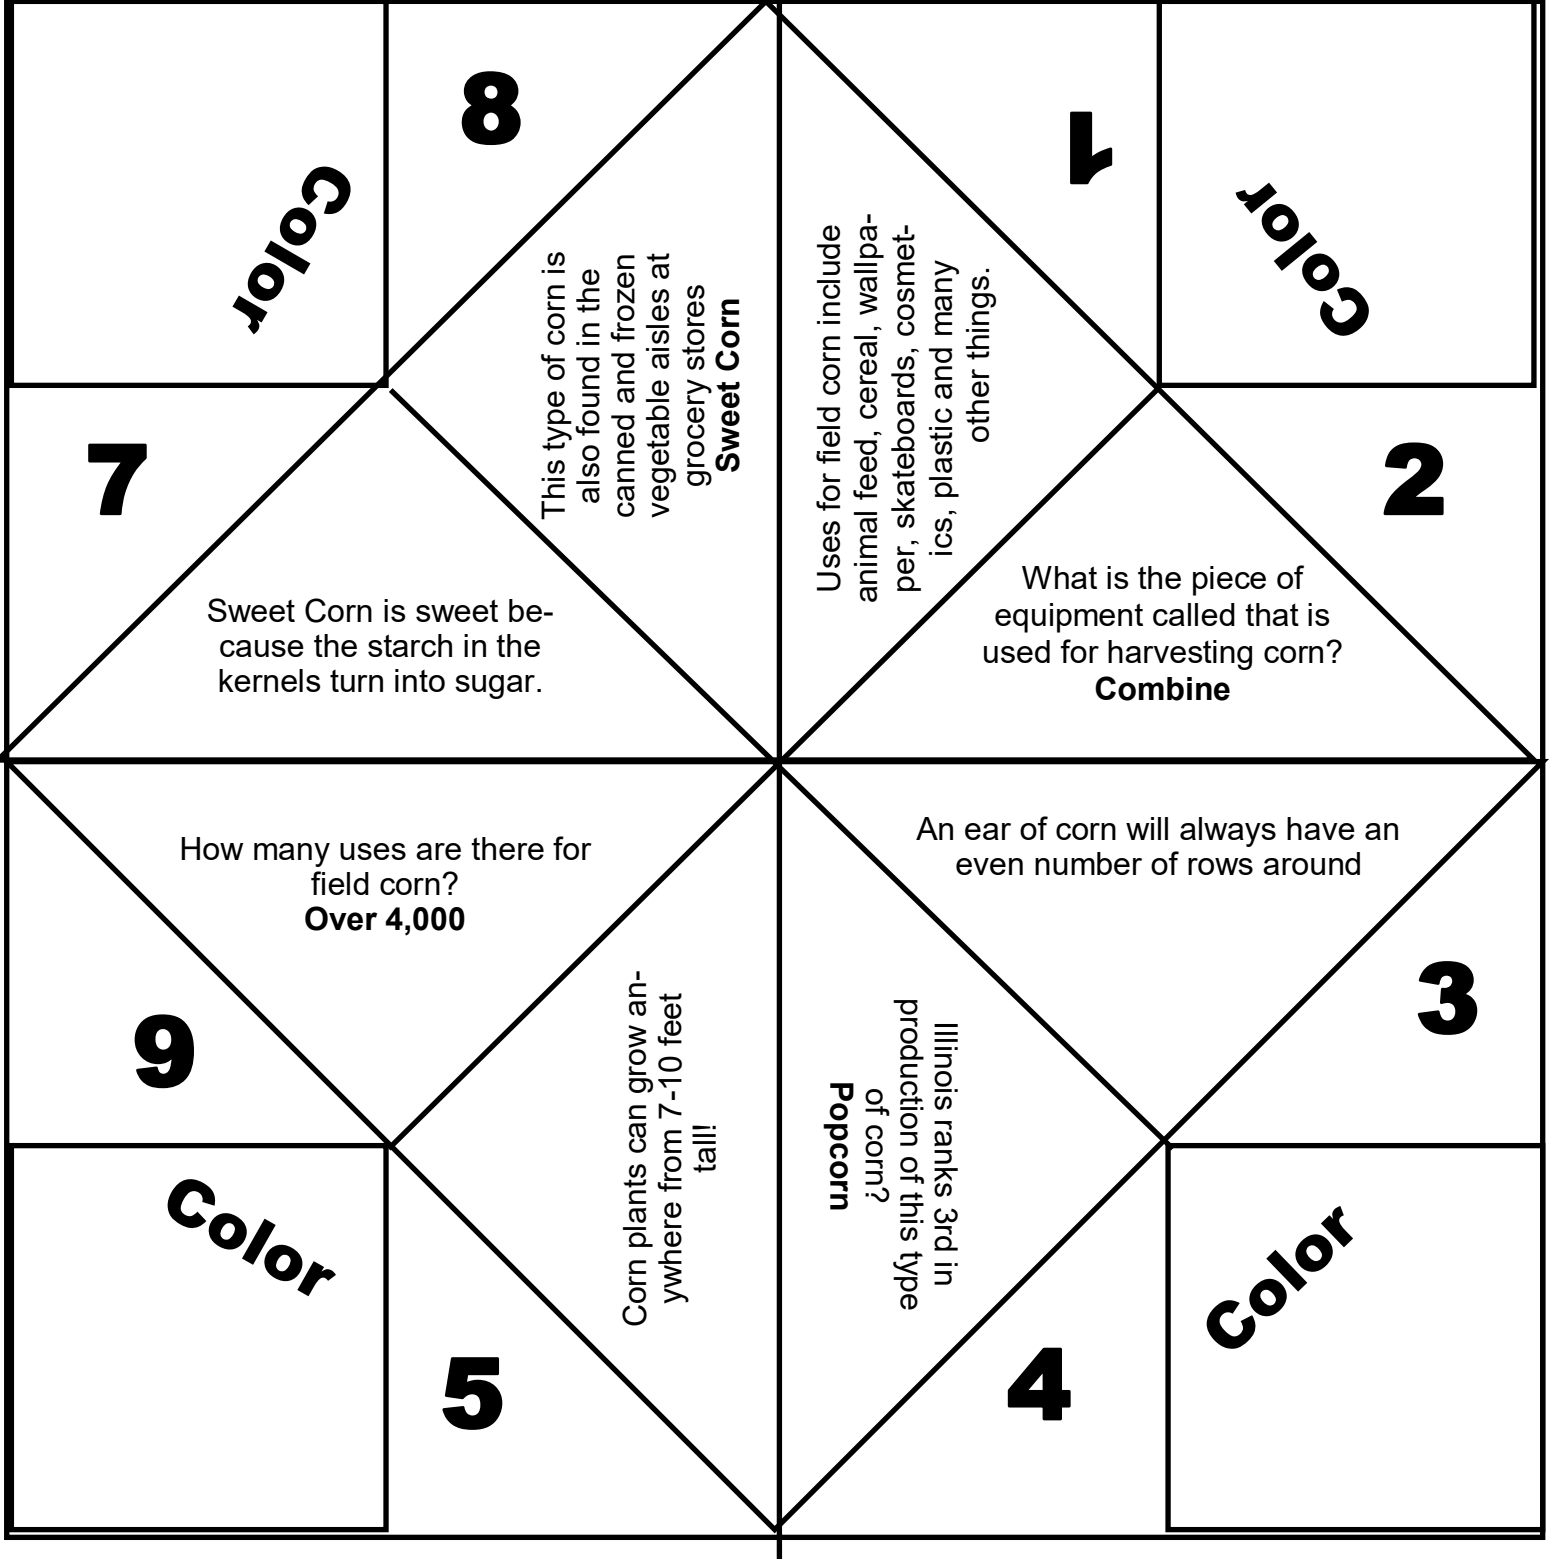 8
1
Color
Color
This type of corn is
also found in the
canned and frozen
vegetable aisles at
grocery stores
Sweet Corn
Uses for field corn include
animal feed, cereal, wallpa-
per, skateboards, cosmet-
ics, plastic and many
other things.
7
2
Sweet Corn is sweet be-
cause the starch in the
kernels turn into sugar.
What is the piece of
equipment called that is
used for harvesting corn?
Combine
How many uses are there for
field corn?
Over 4,000
An ear of corn will always have an
even number of rows around
9
3
Corn plants can grow an-
ywhere from 7-10 feet
tall!
Illinois ranks 3rd in
production of this type
of corn?
Popcorn
Color
Color
5
4